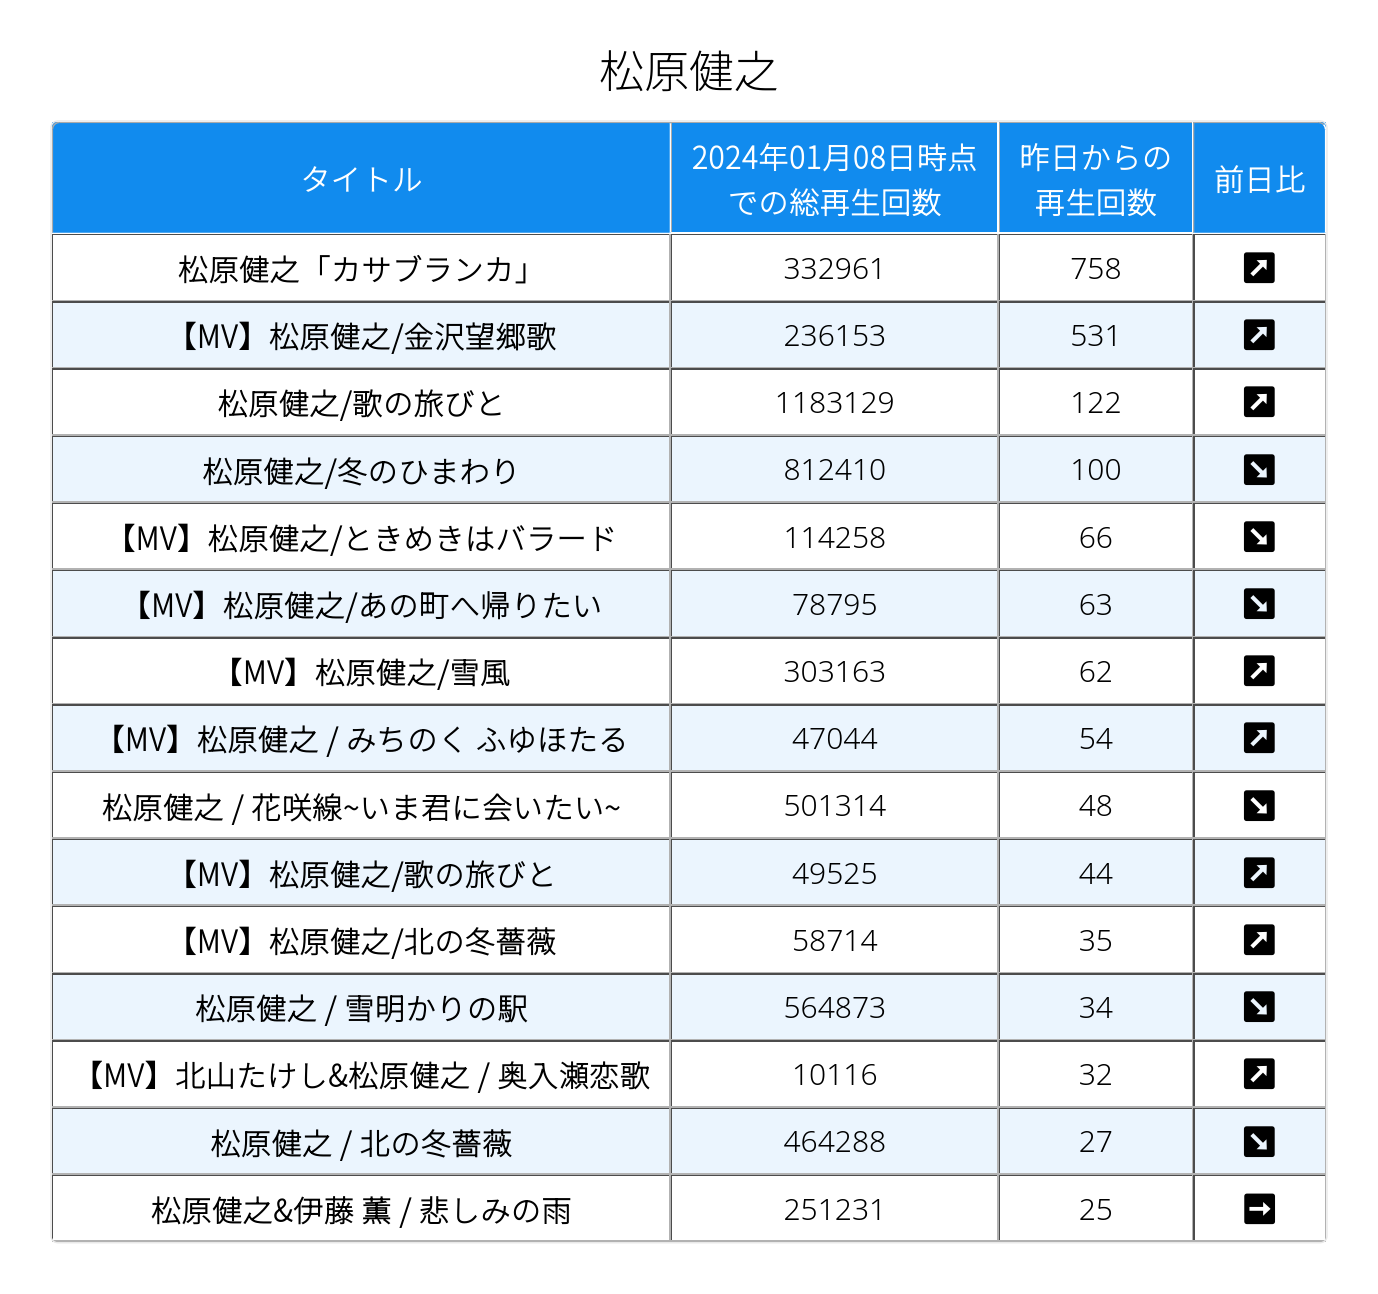 松原健之
タイトル
2024年01月08日時点
での総再生回数
昨日からの
再生回数
前日比
松原健之「カサブランカ」 332961 758 ↗
【MV】松原健之/金沢望郷歌 236153 531 ↗
松原健之/歌の旅びと 1183129 122 ↗
松原健之/冬のひまわり 812410 100 ↘
【MV】松原健之/ときめきはバラード 114258 66 ↘
【MV】松原健之/あの町へ帰りたい 78795 63 ↘
【MV】松原健之/雪風 303163 62 ↗
【MV】松原健之 / みちのく ふゆほたる 47044 54 ↗
松原健之 / 花咲線~いま君に会いたい~ 501314 48 ↘
【MV】松原健之/歌の旅びと 49525 44 ↗
【MV】松原健之/北の冬薔薇 58714 35 ↗
松原健之 / 雪明かりの駅 564873 34 ↘
【MV】北山たけし&松原健之 / 奥入瀬恋歌 10116 32 ↗
松原健之 / 北の冬薔薇 464288 27 ↘
松原健之&伊藤 薫 / 悲しみの雨 251231 25 →